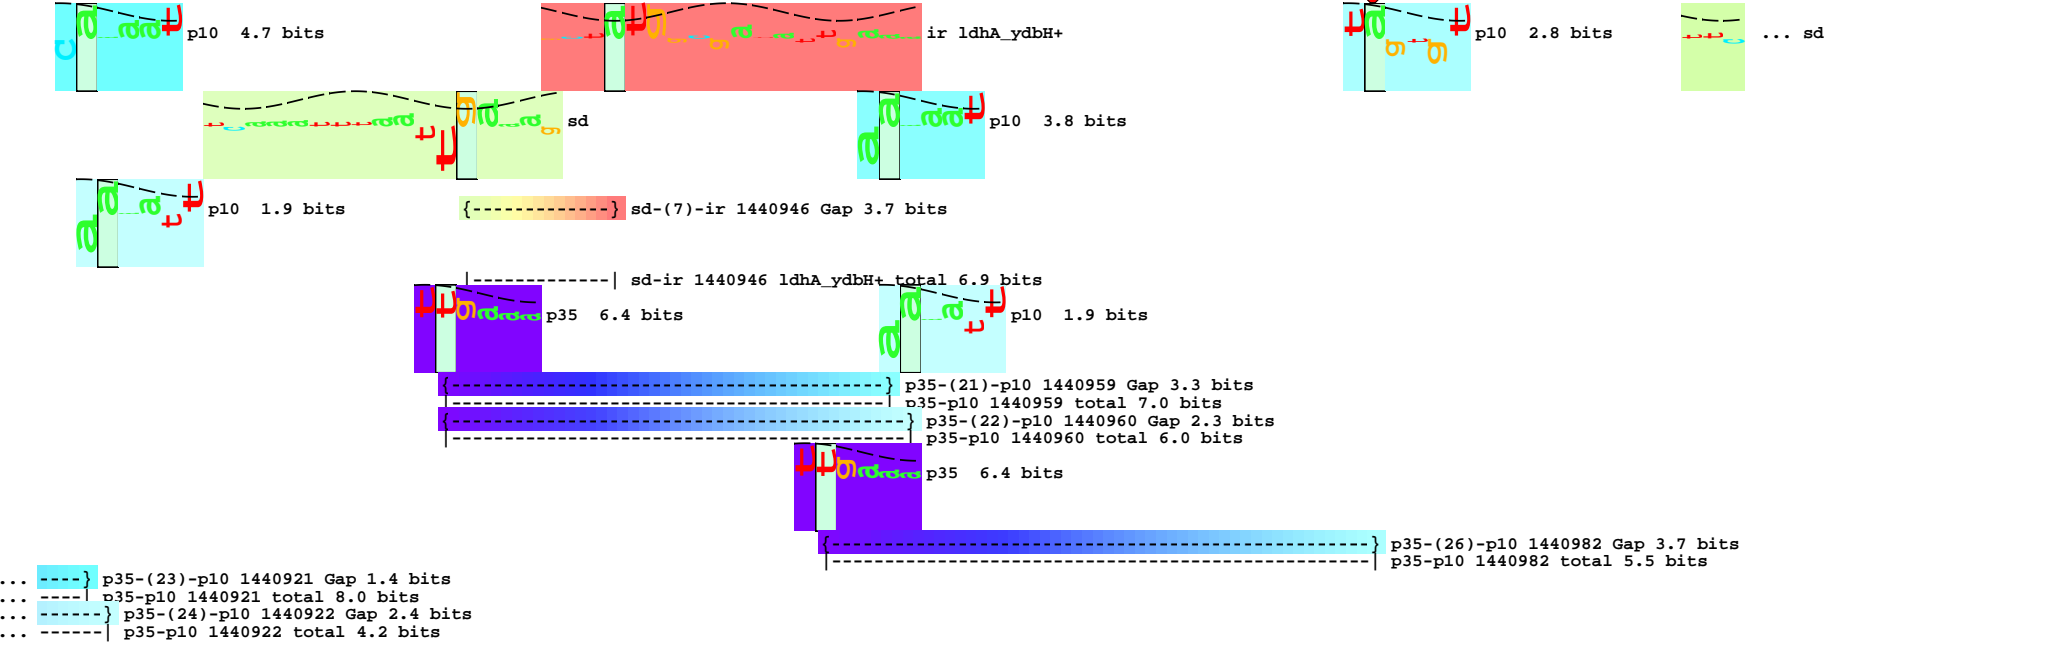 p10 4.7 bits
ir ldhA_ydbH+
p10 2.8 bits
... sd
sd
p10 3.8 bits
p10 1.9 bits
{-------------} sd-(7)-ir 1440946 Gap 3.7 bits
|-------------| sd-ir 1440946 ldhA_ydbH+ total 6.9 bits
p35 6.4 bits
p10 1.9 bits
{-----------------------------------------} p35-(21)-p10 1440959 Gap 3.3 bits
|-----------------------------------------| p35-p10 1440959 total 7.0 bits
{-------------------------------------------} p35-(22)-p10 1440960 Gap 2.3 bits
|-------------------------------------------| p35-p10 1440960 total 6.0 bits
p35 6.4 bits
{---------------------------------------------------} p35-(26)-p10 1440982 Gap 3.7 bits
|---------------------------------------------------| p35-p10 1440982 total 5.5 bits
... ----} p35-(23)-p10 1440921 Gap 1.4 bits
... ----| p35-p10 1440921 total 8.0 bits
... ------} p35-(24)-p10 1440922 Gap 2.4 bits
... ------| p35-p10 1440922 total 4.2 bits